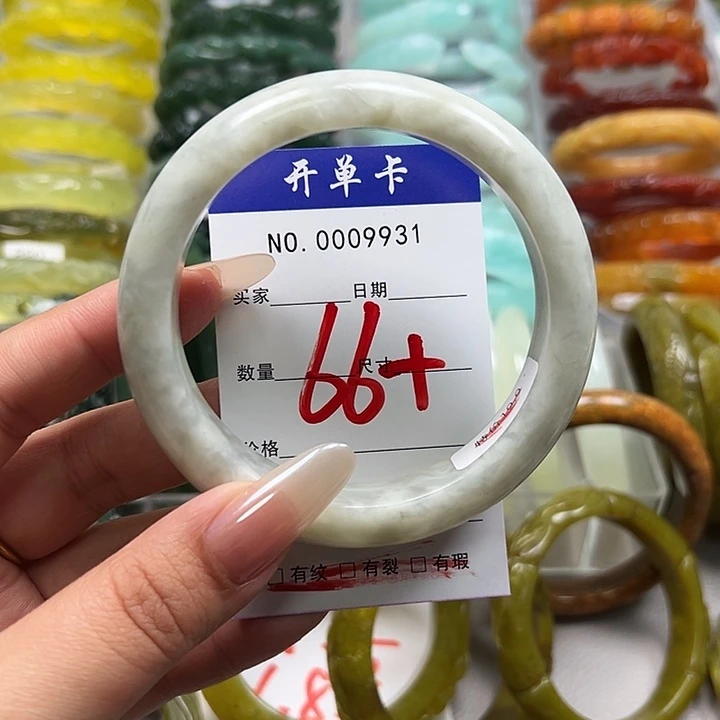 开单卡
NO.0009931
买家 日期
66+
数量 尺寸
价格
□有纹 □有裂 □有瑕